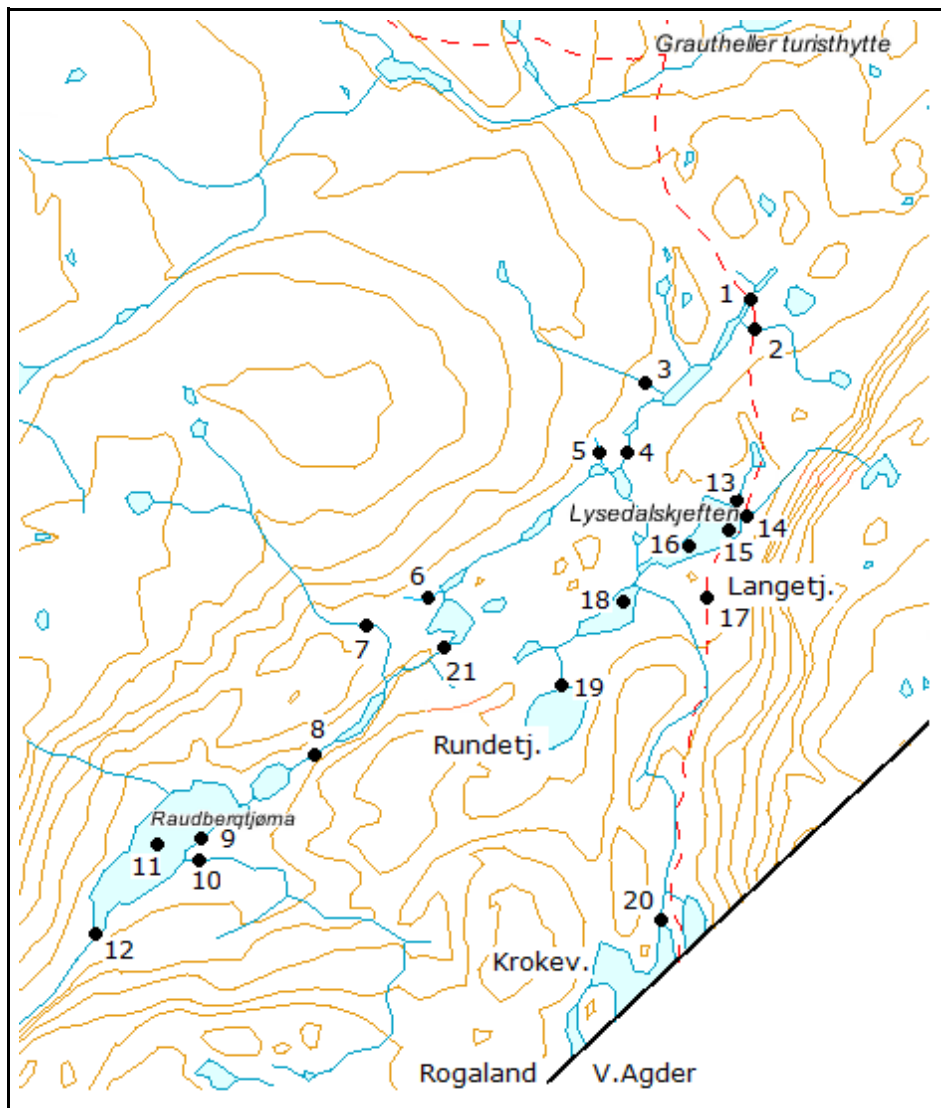 Grautheller turisthytte
1
2
3
5
4
13
Lysedalskjeften
14
15
16
6
18
Langetj.
17
7
21
19
8
Rundetj.
Raudbergtjørna
9
11
10
20
12
Krokev.
Rogaland
V.Agder